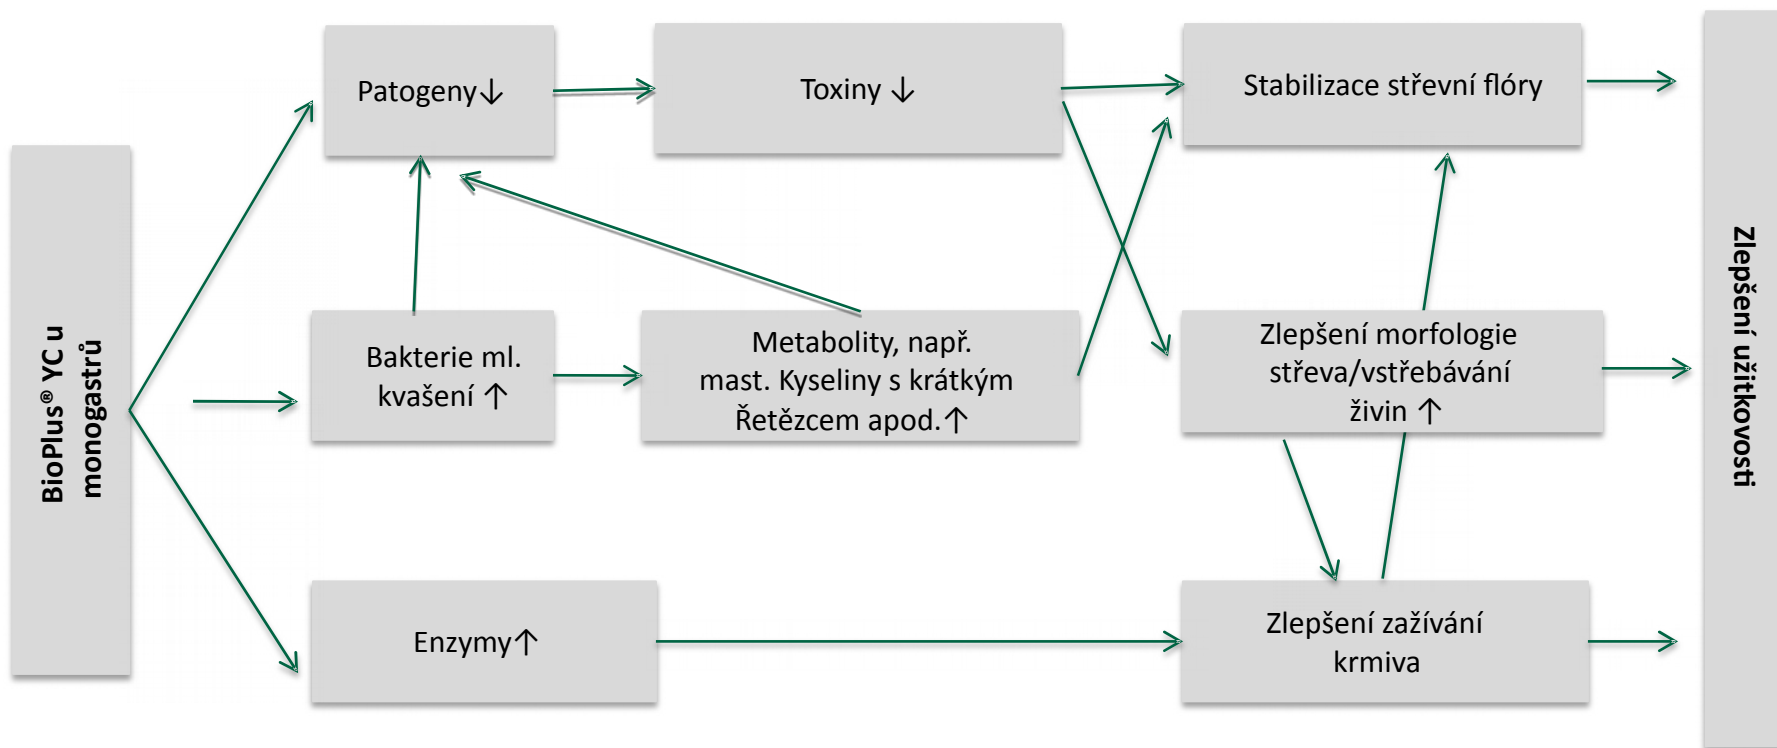 BioPlus® YC u
monogastrů
Patogeny↓
Toxiny ↓
Stabilizace střevní flóry
Bakterie ml.
kvašení ↑
Metabolity, např.
mast. Kyseliny s krátkým
Řetězcem apod.↑
Zlepšení morfologie
střeva/vstřebávání
živin ↑
Enzymy↑
Zlepšení zažívání
krmiva
Zlepšení užitkovosti